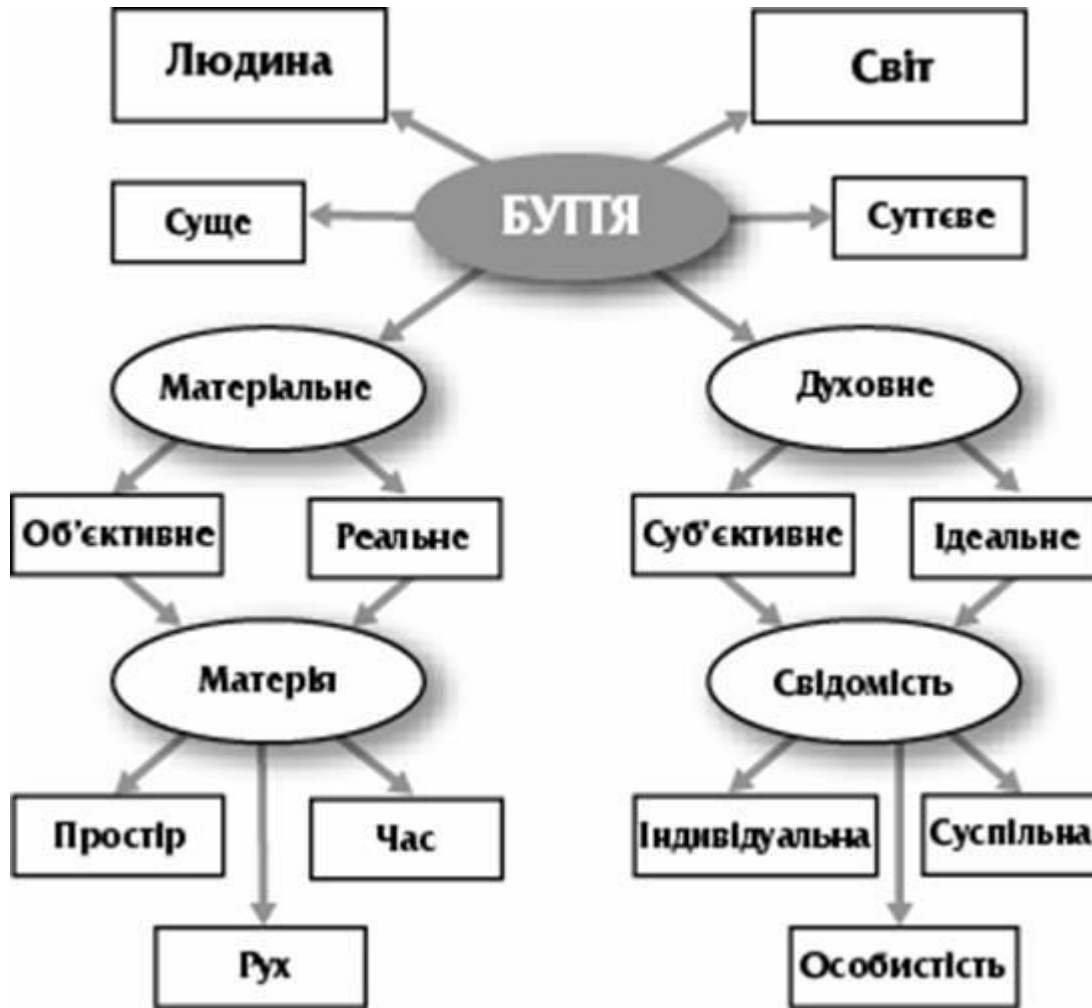 Людина
Світ
БУТТЯ
Суще
Суттєве
Матеріальне
Духовне
Об'єктивне
Реальне
Суб'єктивне
Ідеальне
Матерія
Свідомість
Простір
Час
Індивідуальна
Суспільна
Рух
Особистість